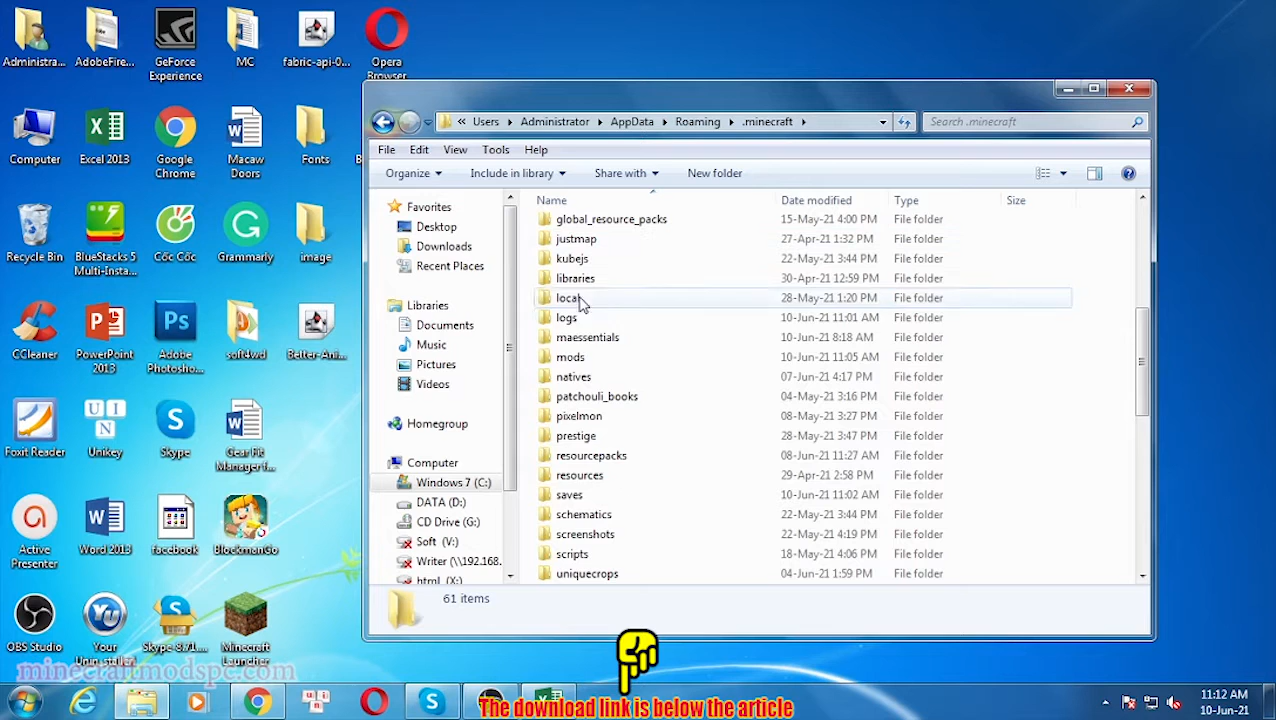 Administra...
AdobeFire...
GeForce
Experience
MC
fabric-api-0...
Opera
Browser
Computer
Excel 2013
Google
Chrome
Macaw
Doors
Fonts
Recycle Bin
BlueStacks 5
Multi-Insta...
Cốc Cốc
Grammarly
image
CCleaner
PowerPoint
2013
Adobe
Photosho...
soft4wd
Better-Ani...
Foxit Reader
Unikey
Skype
Gear Fit
Manager f...
Active
Presenter
Word 2013
facebook
BlockmanGo
OBS Studio
Your
Unin staller
Skype 8.71...
Minecraft
Launcher
minecraftmodspc.com
« Users Administrator AppData Roaming .minecraft
Search .minecraft
File Edit View Tools Help
Organize Include in library Share with New folder
Favorites
Desktop
Downloads
Recent Places
Libraries
Documents
Music
Pictures
Videos
Homegroup
Computer
Windows 7 (C:)
DATA (D:)
CD Drive (G:)
Soft (V:)
Writer (\\192.168.
html (X:)
Name Date modified Type Size
global_resource_packs 15-May-21 4:00 PM File folder
justmap 27-Apr-21 1:32 PM File folder
kubejs 22-May-21 3:44 PM File folder
libraries 30-Apr-21 12:59 PM File folder
local 28-May-21 1:20 PM File folder
logs 10-Jun-21 11:01 AM File folder
maessentials 10-Jun-21 8:18 AM File folder
mods 10-Jun-21 11:05 AM File folder
natives 07-Jun-21 4:17 PM File folder
patchouli_books 04-May-21 3:16 PM File folder
pixelmon 08-May-21 3:27 PM File folder
prestige 28-May-21 3:47 PM File folder
resourcepacks 08-Jun-21 11:27 AM File folder
resources 29-Apr-21 2:58 PM File folder
saves 10-Jun-21 11:02 AM File folder
schematics 22-May-21 3:44 PM File folder
screenshots 22-May-21 4:19 PM File folder
scripts 18-May-21 4:06 PM File folder
uniquecrops 04-Jun-21 1:59 PM File folder
61 items
The download link is below the article
11:12 AM
10-Jun-21